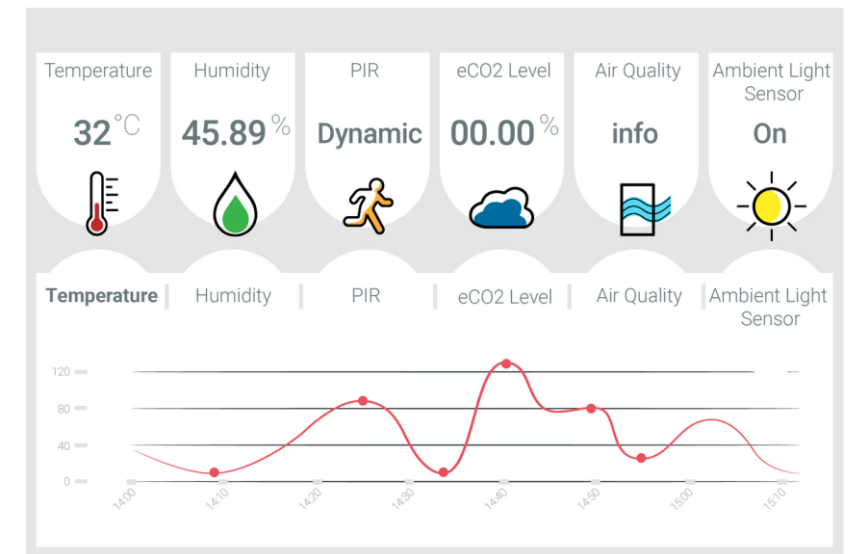 Temperature
Humidity
PIR
eCO2 Level
Air Quality
Ambient Light
Sensor
32°C
45.89%
Dynamic
00.00%
info
On
Temperature
Humidity
PIR
eCO2 Level
Air Quality
Ambient Light
Sensor
120
80
40
0
14:00
14:10
14:20
14:30
14:40
14:50
15:00
15:10